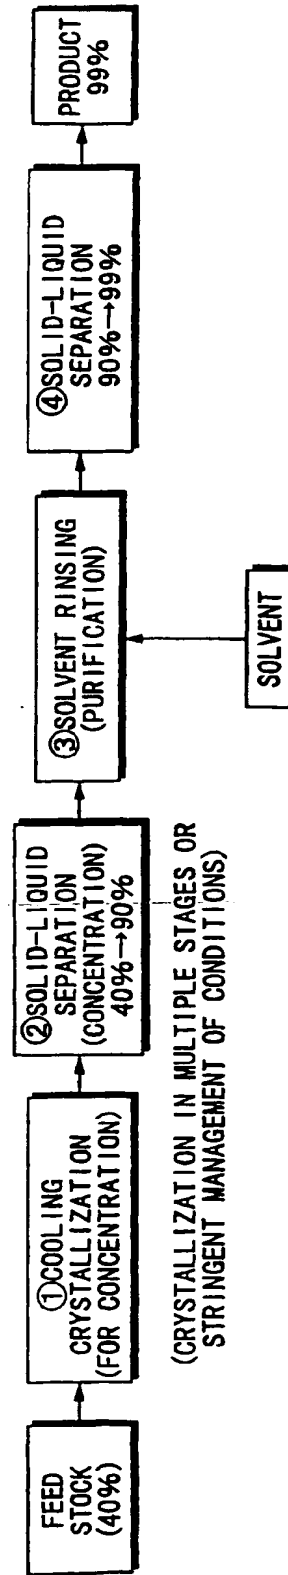 FEED
STOCK
(40%)
①COOLING
CRYSTALLIZATION
(FOR CONCENTRATION)
②SOLID-LIQUID
SEPARATION
(CONCENTRATION)
40%→90%
(CRYSTALLIZATION IN MULTIPLE STAGES OR
STRINGENT MANAGEMENT OF CONDITIONS)
③SOLVENT RINSING
(PURIFICATION)
SOLVENT
④SOLID-LIQUID
SEPARATION
90%→99%
PRODUCT
99%